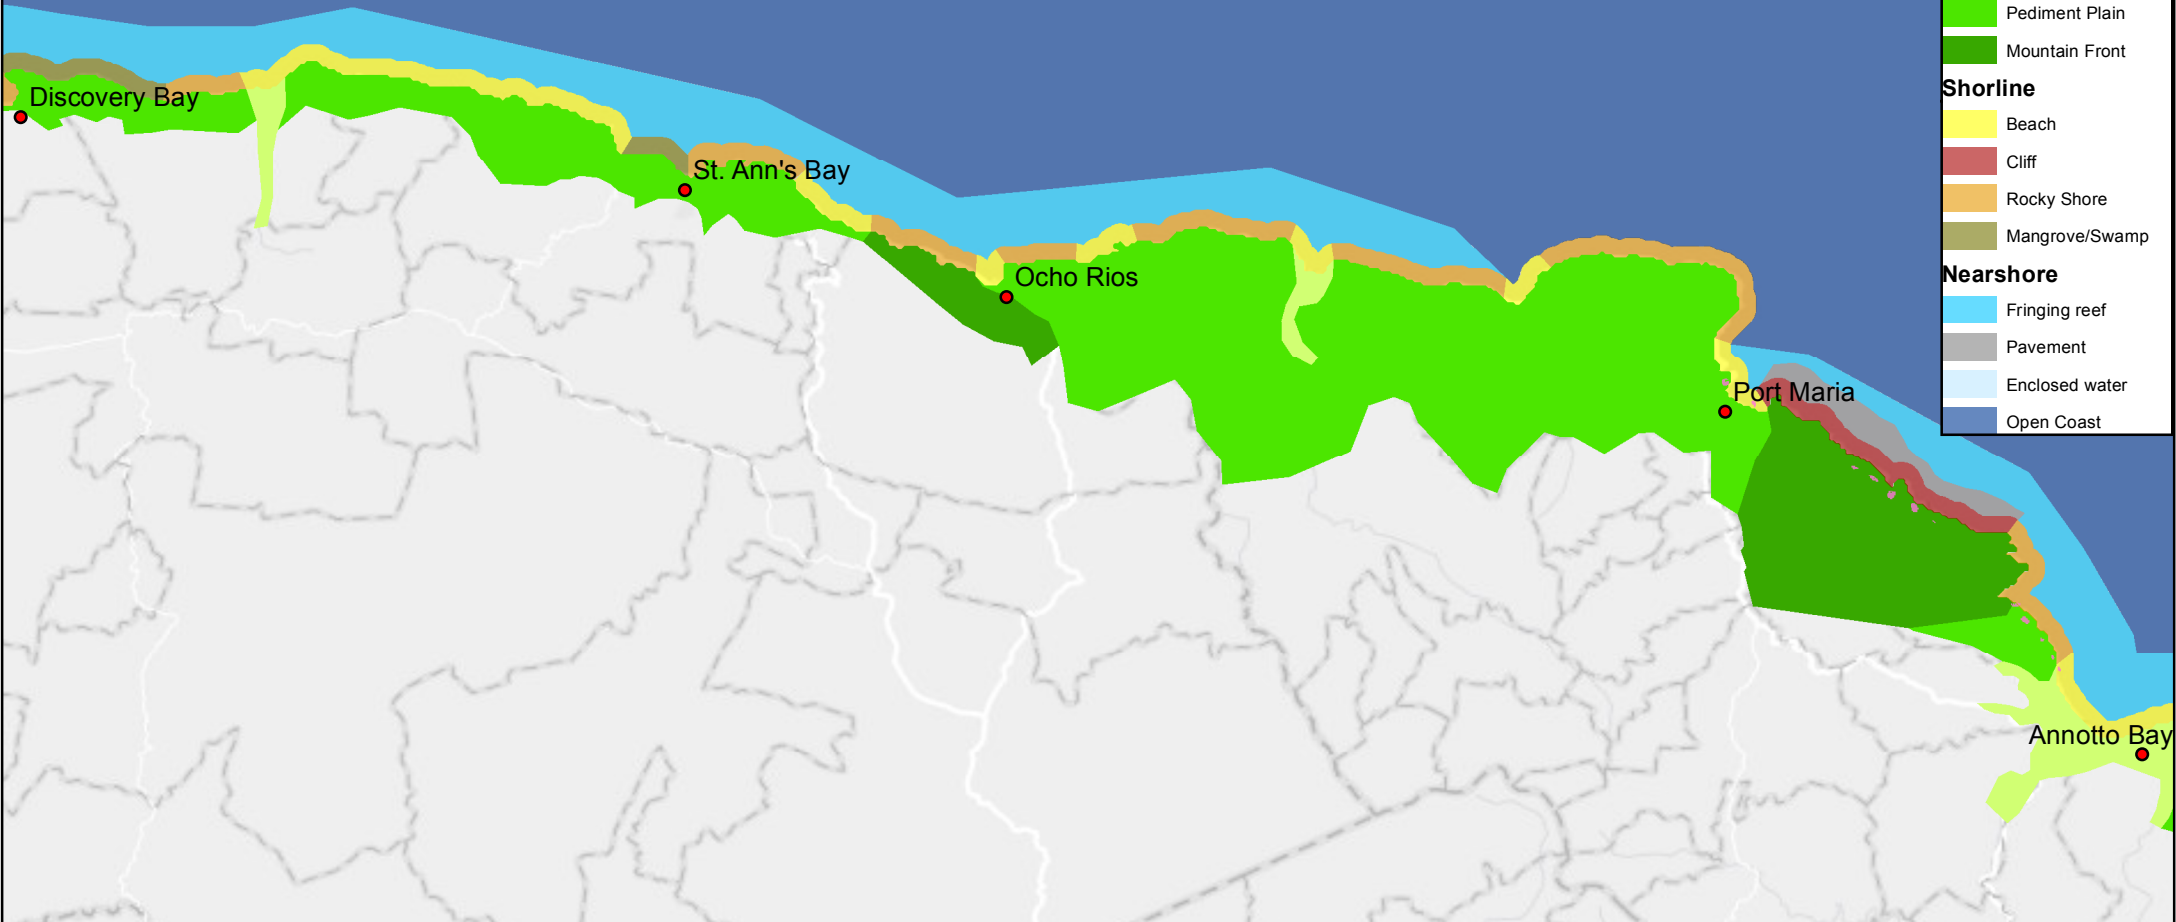 Pediment Plain
Mountain Front
Shorline
Beach
Cliff
Rocky Shore
Mangrove/Swamp
Nearshore
Fringing reef
Pavement
Enclosed water
Open Coast
Discovery Bay
St. Ann's Bay
Ocho Rios
Port Maria
Annotto Bay